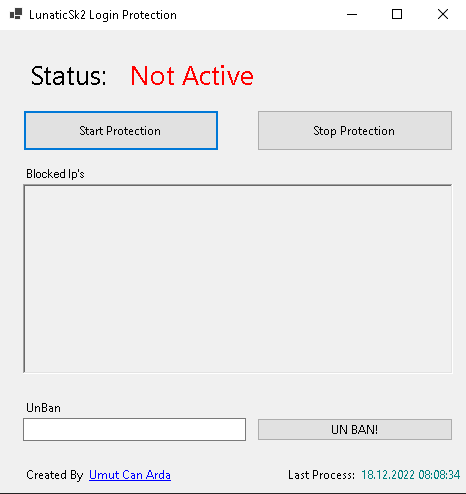 LunaticSk2 Login Protection
Status: Not Active
Start Protection Stop Protection
Blocked Ip's
UnBan
UN BAN!
Created By Umut Can Arda Last Process: 18.12.2022 08:08:34